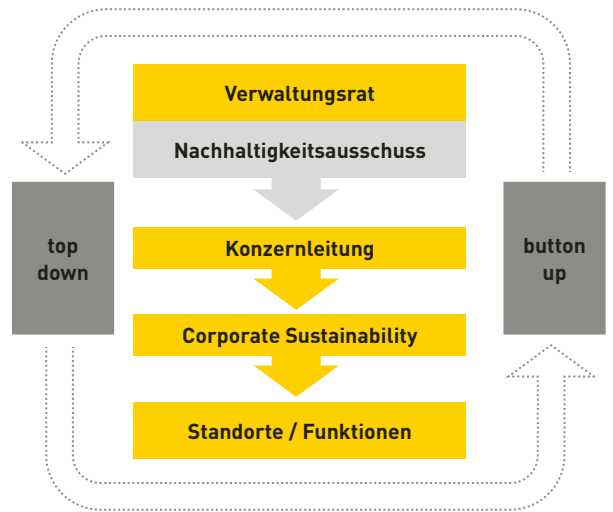 Verwaltungsrat
Nachhaltigkeitsausschuss
top
down
Konzernleitung
button
up
Corporate Sustainability
Standorte / Funktionen